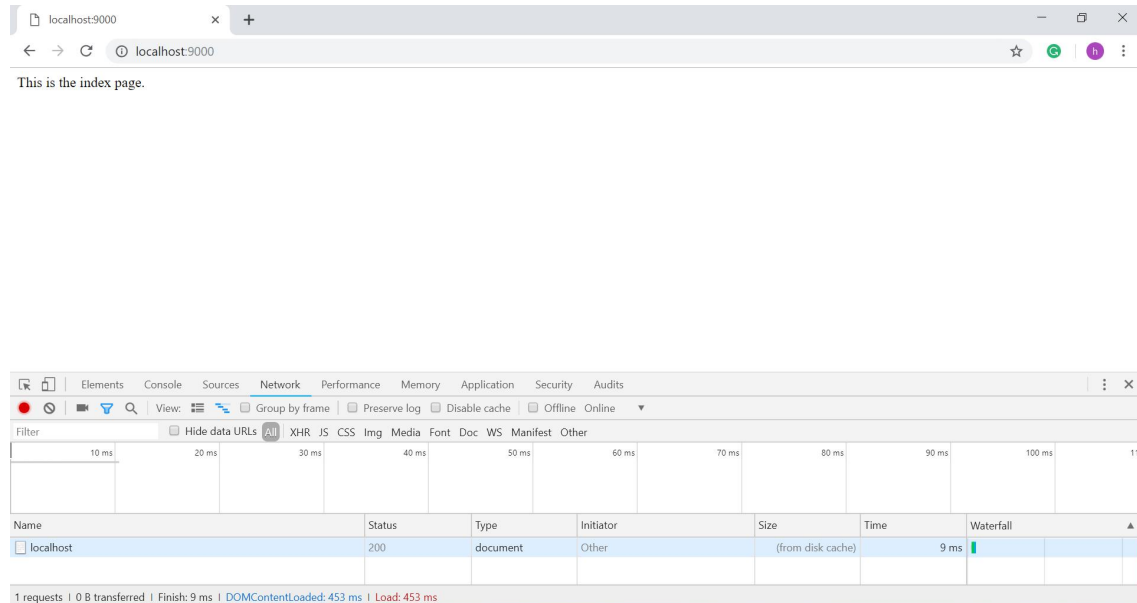 localhost:9000
localhost:9000
h
This is the index page.
Elements Console Sources Network Performance Memory Application Security Audits
View: Group by frame Preserve log Disable cache Offline Online
Filter Hide data URLs All XHR JS CSS Img Media Font Doc WS Manifest Other
10 ms 20 ms 30 ms 40 ms 50 ms 60 ms 70 ms 80 ms 90 ms 100 ms 11
Name Status Type Initiator Size Time Waterfall
localhost 200 document Other (from disk cache) 9 ms
1 requests | 0 B transferred | Finish: 9 ms | DOMContentLoaded: 453 ms | Load: 453 ms